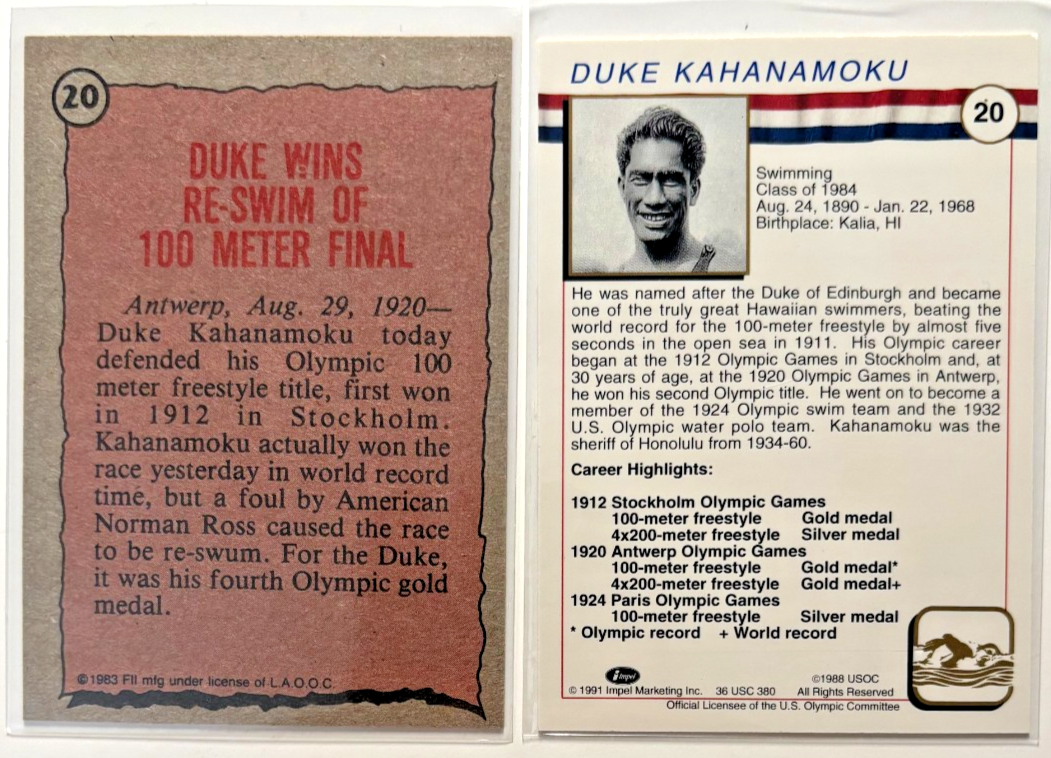 20
DUKE WINS
RE-SWIM OF
100 METER FINAL
Antwerp, Aug. 29, 1920—
Duke Kahanamoku today
defended his Olympic 100
meter freestyle title, first won
in 1912 in Stockholm.
Kahanamoku actually won the
race yesterday in world record
time, but a foul by American
Norman Ross caused the race
to be re-swum. For the Duke,
it was his fourth Olympic gold
medal.
©1983 FII mfg under license of L.A.O.O.C.
DUKE KAHANAMOKU
20
Swimming
Class of 1984
Aug. 24, 1890 - Jan. 22, 1968
Birthplace: Kalia, HI
He was named after the Duke of Edinburgh and became
one of the truly great Hawaiian swimmers, beating the
world record for the 100-meter freestyle by almost five
seconds in the open sea in 1911. His Olympic career
began at the 1912 Olympic Games in Stockholm and, at
30 years of age, at the 1920 Olympic Games in Antwerp,
he won his second Olympic title. He went on to become a
member of the 1924 Olympic swim team and the 1932
U.S. Olympic water polo team. Kahanamoku was the
sheriff of Honolulu from 1934-60.
Career Highlights:
1912 Stockholm Olympic Games
100-meter freestyle Gold medal
4x200-meter freestyle Silver medal
1920 Antwerp Olympic Games
100-meter freestyle Gold medal*
4x200-meter freestyle Gold medal+
1924 Paris Olympic Games
100-meter freestyle Silver medal
* Olympic record + World record
Impel
©1988 USOC
© 1991 Impel Marketing Inc. 36 USC 380 All Rights Reserved
Official Licensee of the U.S. Olympic Committee